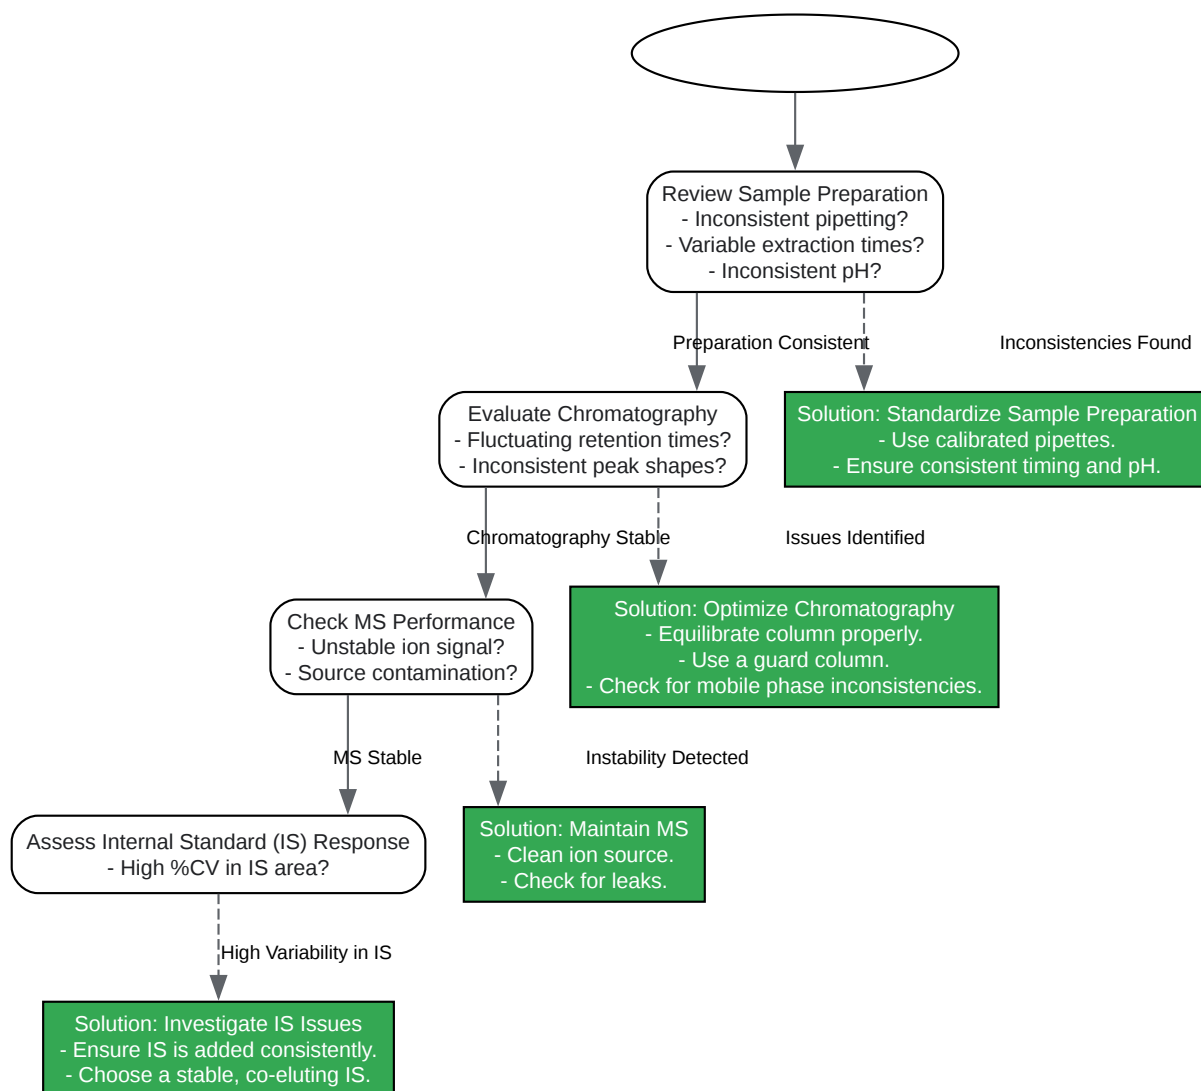 Review Sample Preparation
- Inconsistent pipetting?
- Variable extraction times?
- Inconsistent pH?
Preparation Consistent
Inconsistencies Found
Evaluate Chromatography
- Fluctuating retention times?
- Inconsistent peak shapes?
Solution: Standardize Sample Preparation
- Use calibrated pipettes.
- Ensure consistent timing and pH.
Chromatography Stable
Issues Identified
Check MS Performance
- Unstable ion signal?
- Source contamination?
Solution: Optimize Chromatography
- Equilibrate column properly.
- Use a guard column.
- Check for mobile phase inconsistencies.
MS Stable
Instability Detected
Assess Internal Standard (IS) Response
- High %CV in IS area?
Solution: Maintain MS
- Clean ion source.
- Check for leaks.
High Variability in IS
Solution: Investigate IS Issues
- Ensure IS is added consistently.
- Choose a stable, co-eluting IS.